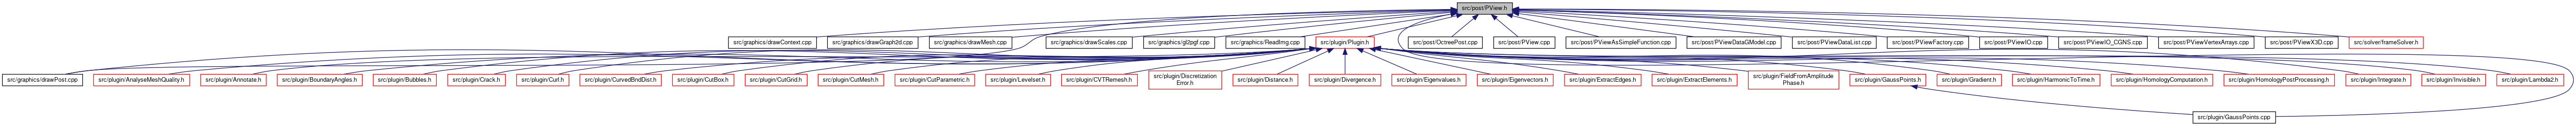 src/post/PView.h
src/graphics/drawContext.cpp
src/graphics/drawGraph2d.cpp
src/graphics/drawMesh.cpp
src/graphics/drawScales.cpp
src/graphics/gl2pgf.cpp
src/graphics/ReadImg.cpp
src/plugin/Plugin.h
src/post/OctreePost.cpp
src/post/PView.cpp
src/post/PViewAsSimpleFunction.cpp
src/post/PViewDataGModel.cpp
src/post/PViewDataList.cpp
src/post/PViewFactory.cpp
src/post/PViewIO.cpp
src/post/PViewIO_CGNS.cpp
src/post/PViewVertexArrays.cpp
src/post/PViewX3D.cpp
src/solver/frameSolver.h
src/graphics/drawPost.cpp
src/plugin/AnalyseMeshQuality.h
src/plugin/Annotate.h
src/plugin/BoundaryAngles.h
src/plugin/Bubbles.h
src/plugin/Crack.h
src/plugin/Curl.h
src/plugin/CurvedBndDist.h
src/plugin/CutBox.h
src/plugin/CutGrid.h
src/plugin/CutMesh.h
src/plugin/CutParametric.h
src/plugin/Levelset.h
src/plugin/CVTRemesh.h
src/plugin/Discretization
Error.h
src/plugin/Distance.h
src/plugin/Divergence.h
src/plugin/Eigenvalues.h
src/plugin/Eigenvectors.h
src/plugin/ExtractEdges.h
src/plugin/ExtractElements.h
src/plugin/FieldFromAmplitude
Phase.h
src/plugin/GaussPoints.h
src/plugin/Gradient.h
src/plugin/HarmonicToTime.h
src/plugin/HomologyComputation.h
src/plugin/HomologyPostProcessing.h
src/plugin/Integrate.h
src/plugin/Invisible.h
src/plugin/Lambda2.h
src/plugin/GaussPoints.cpp